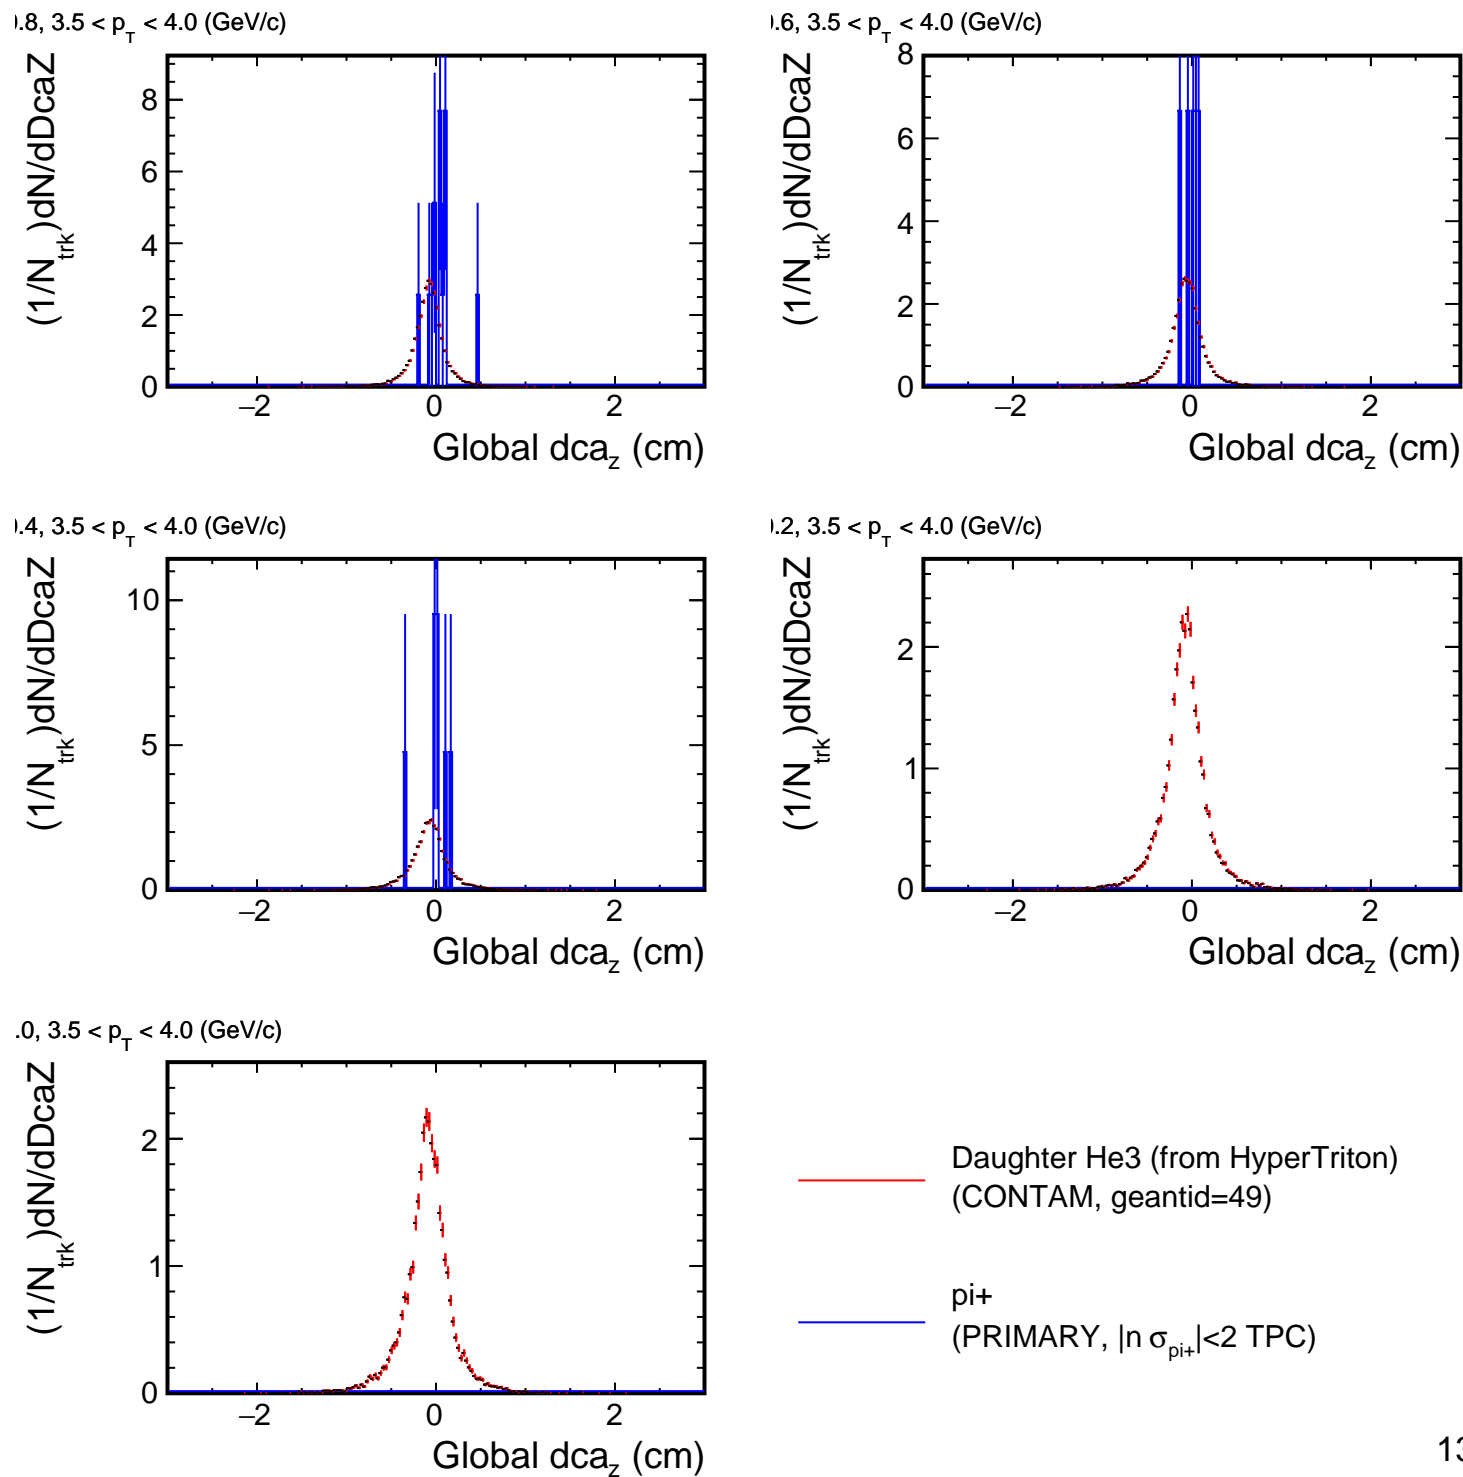 ).8, 3.5 < p_T < 4.0 (GeV/c)
(1/N_trk)dN/dDcaZ
8
6
4
2
0
−2 0 2
Global dca_z (cm)
).6, 3.5 < p_T < 4.0 (GeV/c)
(1/N_trk)dN/dDcaZ
8
6
4
2
0
−2 0 2
Global dca_z (cm)
).4, 3.5 < p_T < 4.0 (GeV/c)
(1/N_trk)dN/dDcaZ
10
5
0
−2 0 2
Global dca_z (cm)
).2, 3.5 < p_T < 4.0 (GeV/c)
(1/N_trk)dN/dDcaZ
2
1
0
−2 0 2
Global dca_z (cm)
.0, 3.5 < p_T < 4.0 (GeV/c)
(1/N_trk)dN/dDcaZ
2
1
0
−2 0 2
Global dca_z (cm)
Daughter He3 (from HyperTriton)
(CONTAM, geantid=49)
pi+
(PRIMARY, |n σ_pi+|<2 TPC)